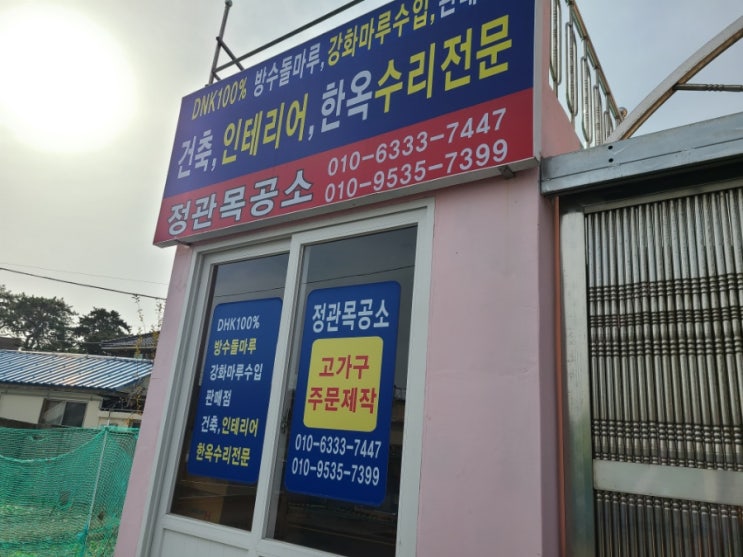 DNK100% 방수돌마루, 강화마루수입, 판매
건축, 인테리어, 한옥수리전문
정관목공소
010-6333-7447
010-9535-7399
DHK100%
방수돌마루
강화마루수입
판매점
건축, 인테리어
한옥수리전문
정관목공소
고가구
주문제작
010-6333-7447
010-9535-7399